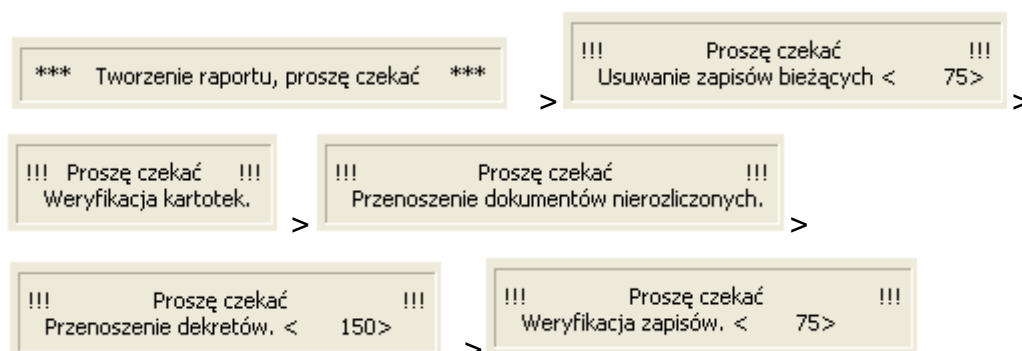 *** Tworzenie raportu, proszę czekać ***
>
!!! Proszę czekać !!!
Usuwanie zapisów bieżących < 75>
>
!!! Proszę czekać !!!
Weryfikacja kartotek.
>
!!! Proszę czekać !!!
Przenoszenie dokumentów nierozliczonych.
>
!!! Proszę czekać !!!
Przenoszenie dekretów. < 150>
>
!!! Proszę czekać !!!
Weryfikacja zapisów. < 75>